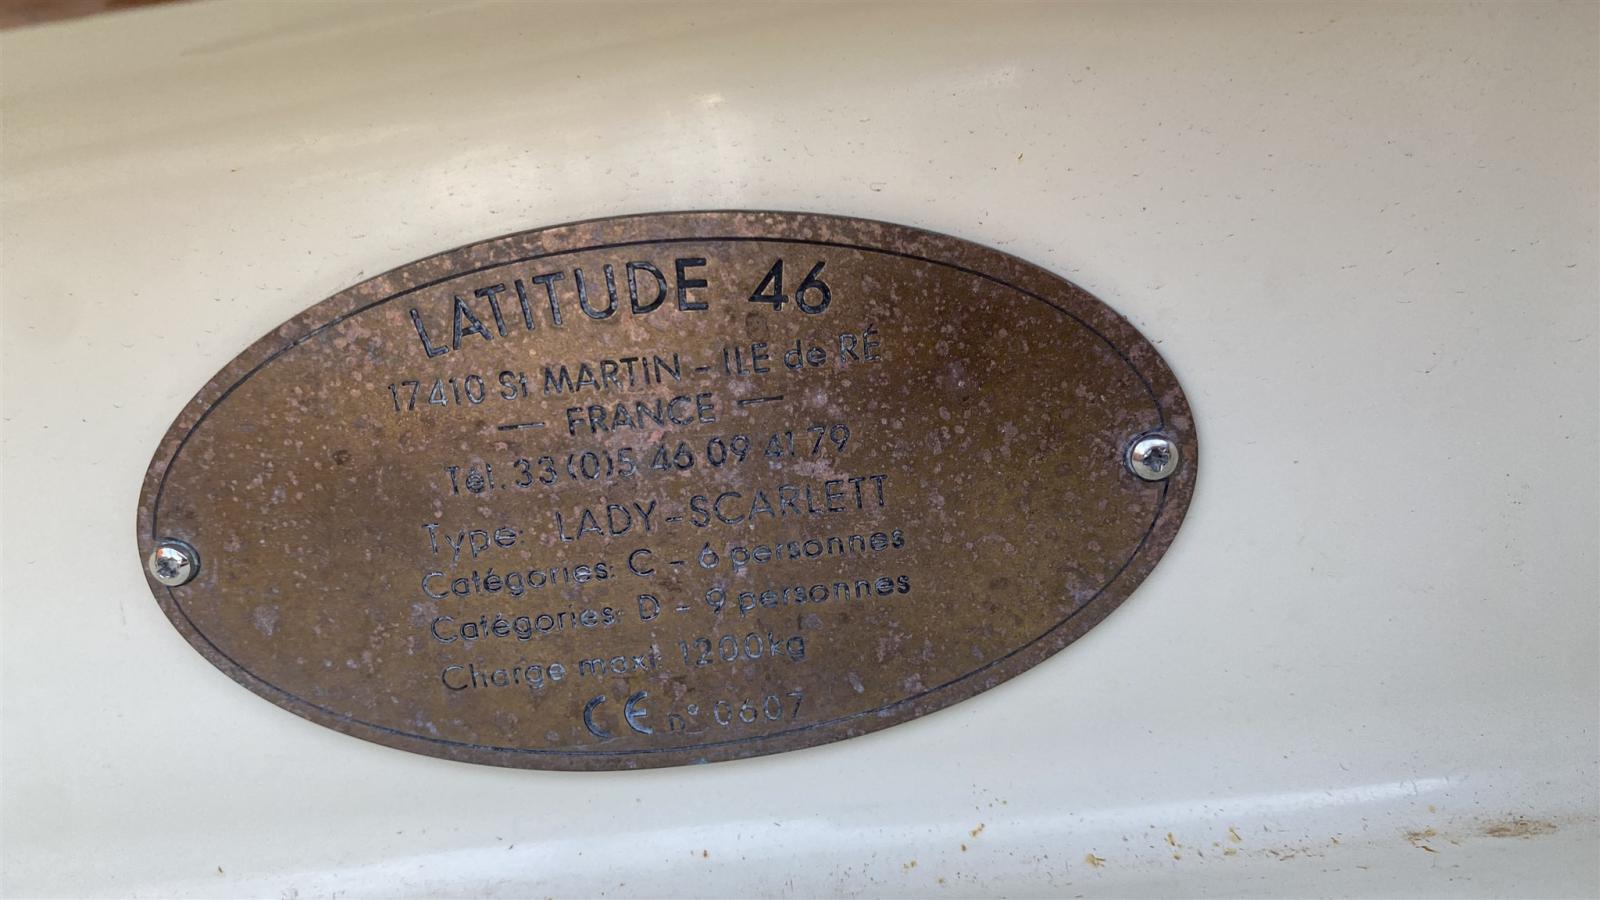 LATITUDE 46
17410 St MARTIN - ILE de RÉ
— FRANCE —
Tél. 33 (0)5 46 09 41 79
Type: LADY-SCARLETT
Catégories: C - 6 personnes
Catégories: D - 9 personnes
Charge maxi: 1200kg
CE n° 0607